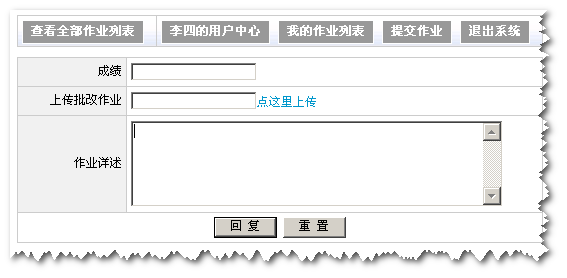 查看全部作业列表 李四的用户中心 我的作业列表 提交作业 退出系统
成绩
上传批改作业 点这里上传
作业详述
回 复 重 置